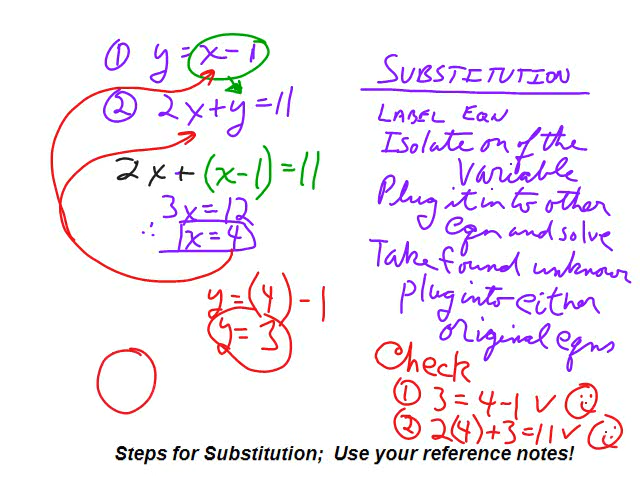 ① y = x - 1
② 2x + y = 11
2x + (x - 1) = 11
3x = 12
∴ x = 4
y = (4) - 1
y = 3
SUBSTITUTION
LABEL EQN
Isolate on of the
Variable
Plug it into other
eqn and solve
Take found unknown
plug into either
original eqns
Check
① 3 = 4 - 1 ✓
② 2(4) + 3 = 11 ✓
Steps for Substitution; Use your reference notes!